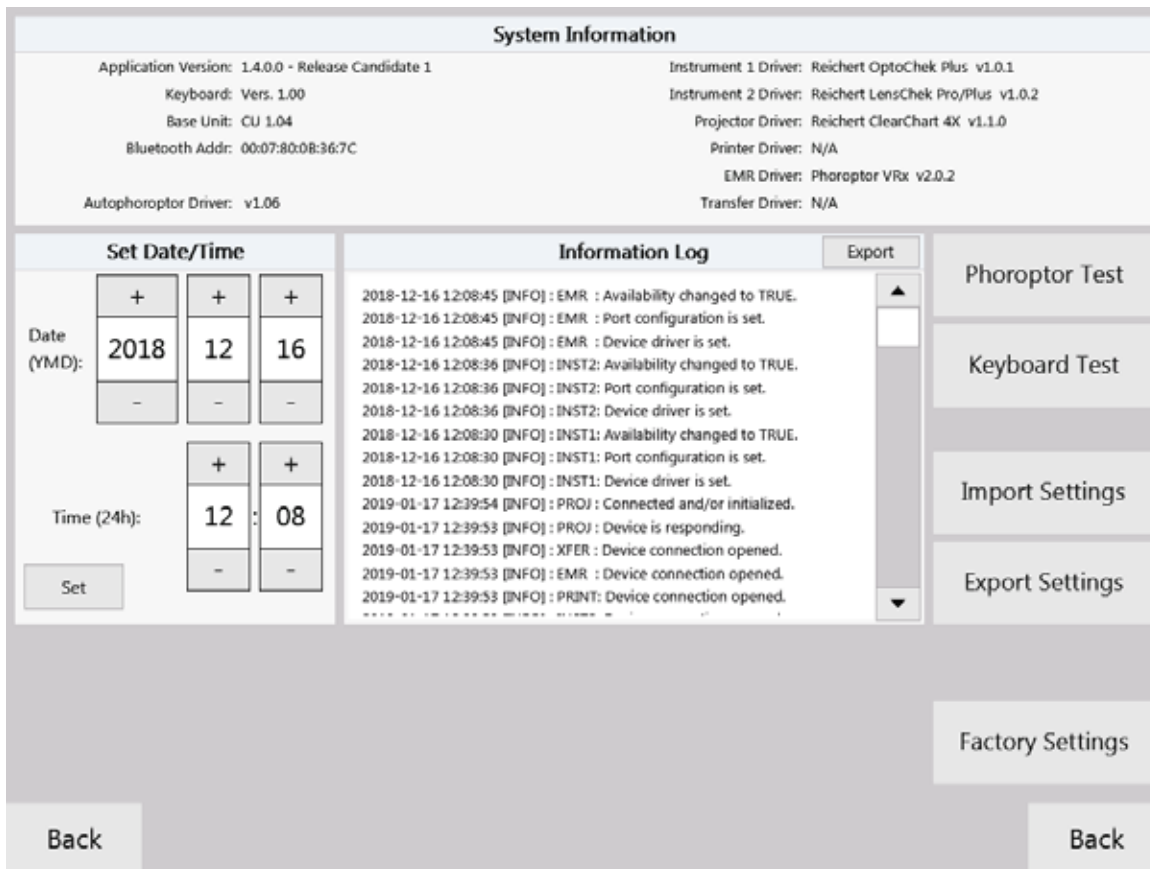 System Information
Application Version: 1.4.0.0 - Release Candidate 1
Keyboard: Vers. 1.00
Base Unit: CU 1.04
Bluetooth Addr: 00:07:80:0B:36:7C
Autophoroptor Driver: v1.06
Instrument 1 Driver: Reichert OptoChek Plus v1.0.1
Instrument 2 Driver: Reichert LensChek Pro/Plus v1.0.2
Projector Driver: Reichert ClearChart 4X v1.1.0
Printer Driver: N/A
EMR Driver: Phoroptor VRx v2.0.2
Transfer Driver: N/A
Set Date/Time
+ + +
Date (YMD): 2018 12 16
- - -
+ +
Time (24h): 12 : 08
- -
Set
Information Log
Export
2018-12-16 12:08:45 [INFO] : EMR : Availability changed to TRUE.
2018-12-16 12:08:45 [INFO] : EMR : Port configuration is set.
2018-12-16 12:08:45 [INFO] : EMR : Device driver is set.
2018-12-16 12:08:36 [INFO] : INST2: Availability changed to TRUE.
2018-12-16 12:08:36 [INFO] : INST2: Port configuration is set.
2018-12-16 12:08:36 [INFO] : INST2: Device driver is set.
2018-12-16 12:08:30 [INFO] : INST1: Availability changed to TRUE.
2018-12-16 12:08:30 [INFO] : INST1: Port configuration is set.
2018-12-16 12:08:30 [INFO] : INST1: Device driver is set.
2019-01-17 12:39:54 [INFO] : PROJ : Connected and/or initialized.
2019-01-17 12:39:53 [INFO] : PROJ : Device is responding.
2019-01-17 12:39:53 [INFO] : XFER : Device connection opened.
2019-01-17 12:39:53 [INFO] : EMR : Device connection opened.
2019-01-17 12:39:53 [INFO] : PRINT: Device connection opened.
Phoroptor Test
Keyboard Test
Import Settings
Export Settings
Factory Settings
Back
Back